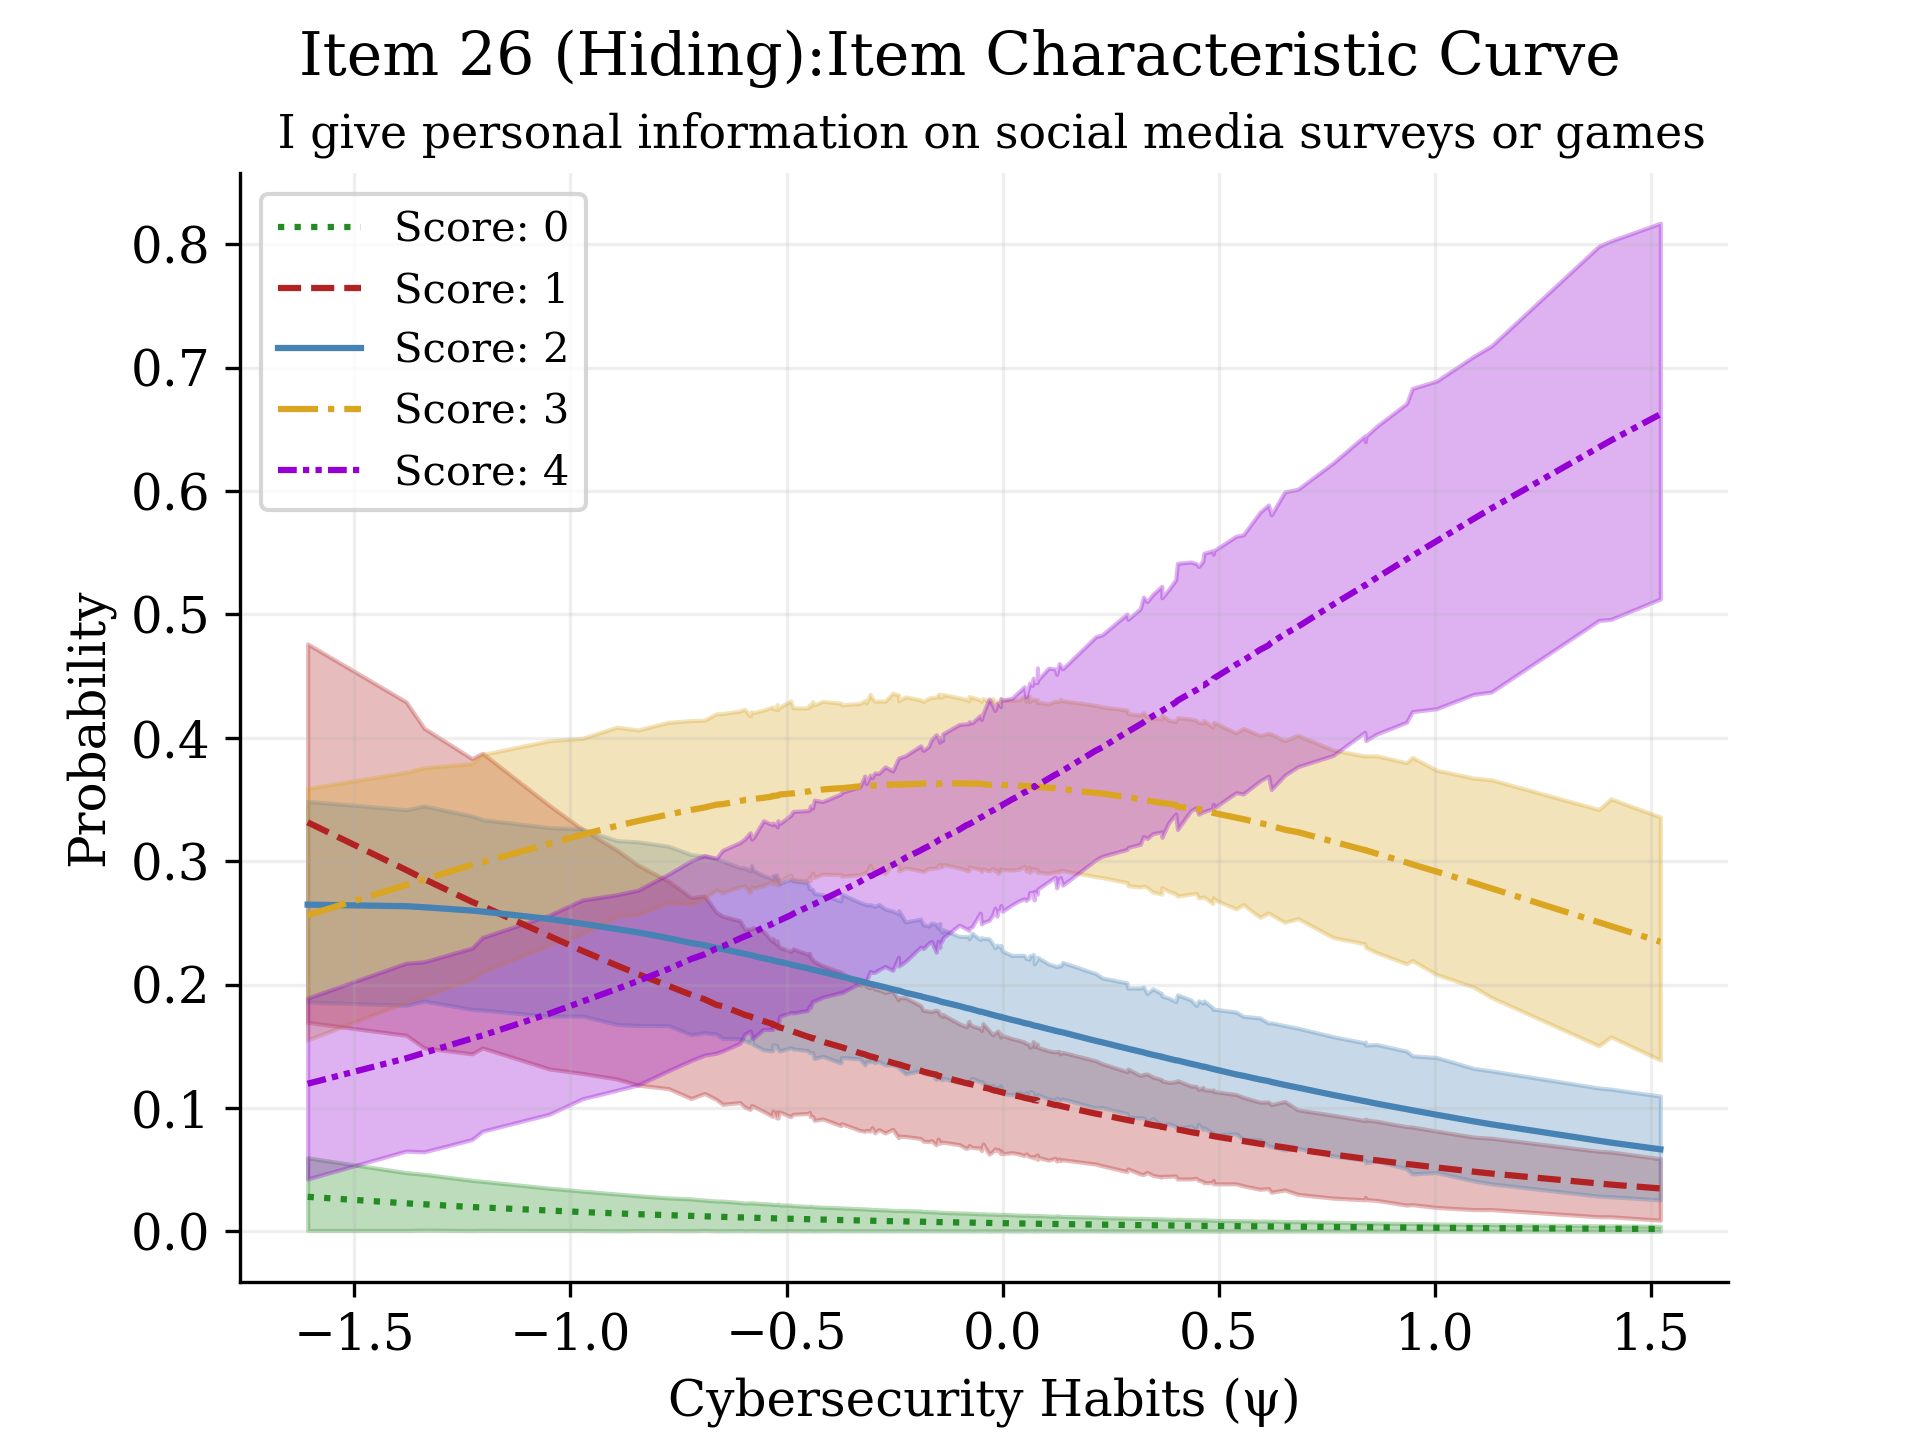 Item 26 (Hiding):Item Characteristic Curve
I give personal information on social media surveys or games
Score: 0
Score: 1
Score: 2
Score: 3
Score: 4
Probability
0.8
0.7
0.6
0.5
0.4
0.3
0.2
0.1
0.0
−1.5 −1.0 −0.5 0.0 0.5 1.0 1.5
Cybersecurity Habits (ψ)